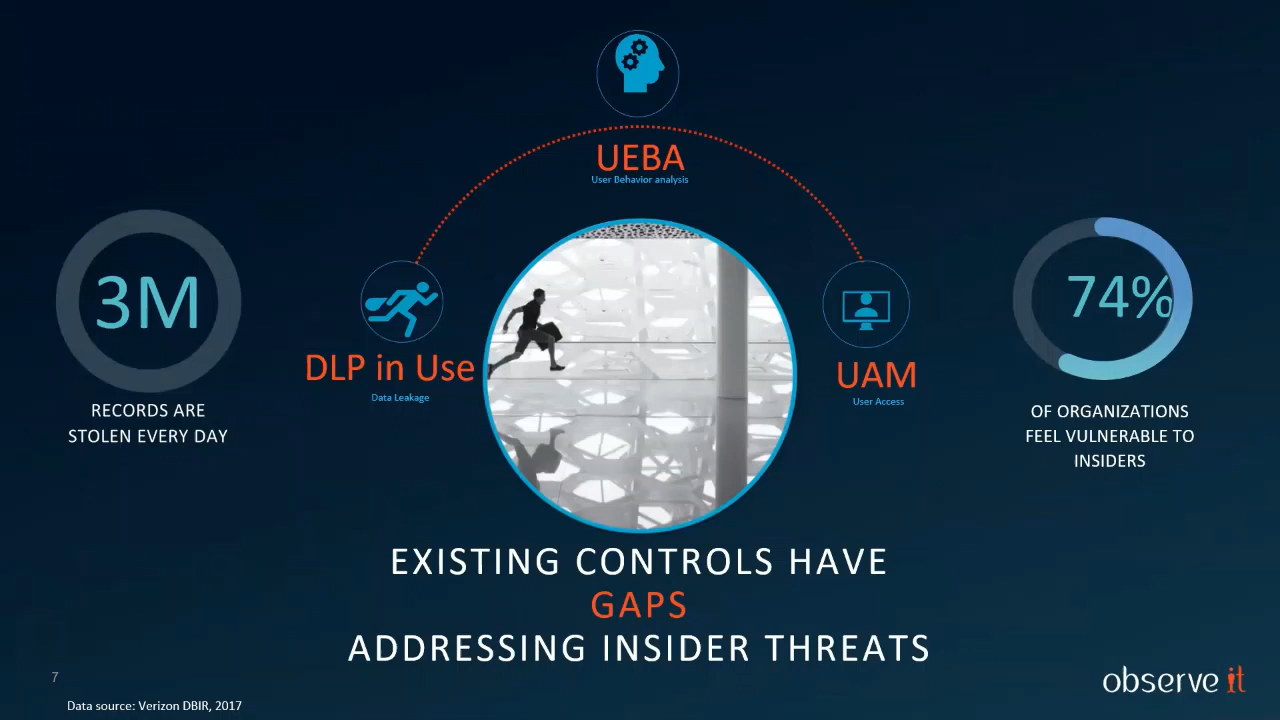 UEBA
User Behavior analysis
3M
RECORDS ARE
STOLEN EVERY DAY
DLP in Use
Data Leakage
UAM
User Access
74%
OF ORGANIZATIONS
FEEL VULNERABLE TO
INSIDERS
EXISTING CONTROLS HAVE
GAPS
ADDRESSING INSIDER THREATS
7
Data source: Verizon DBIR, 2017
observe it